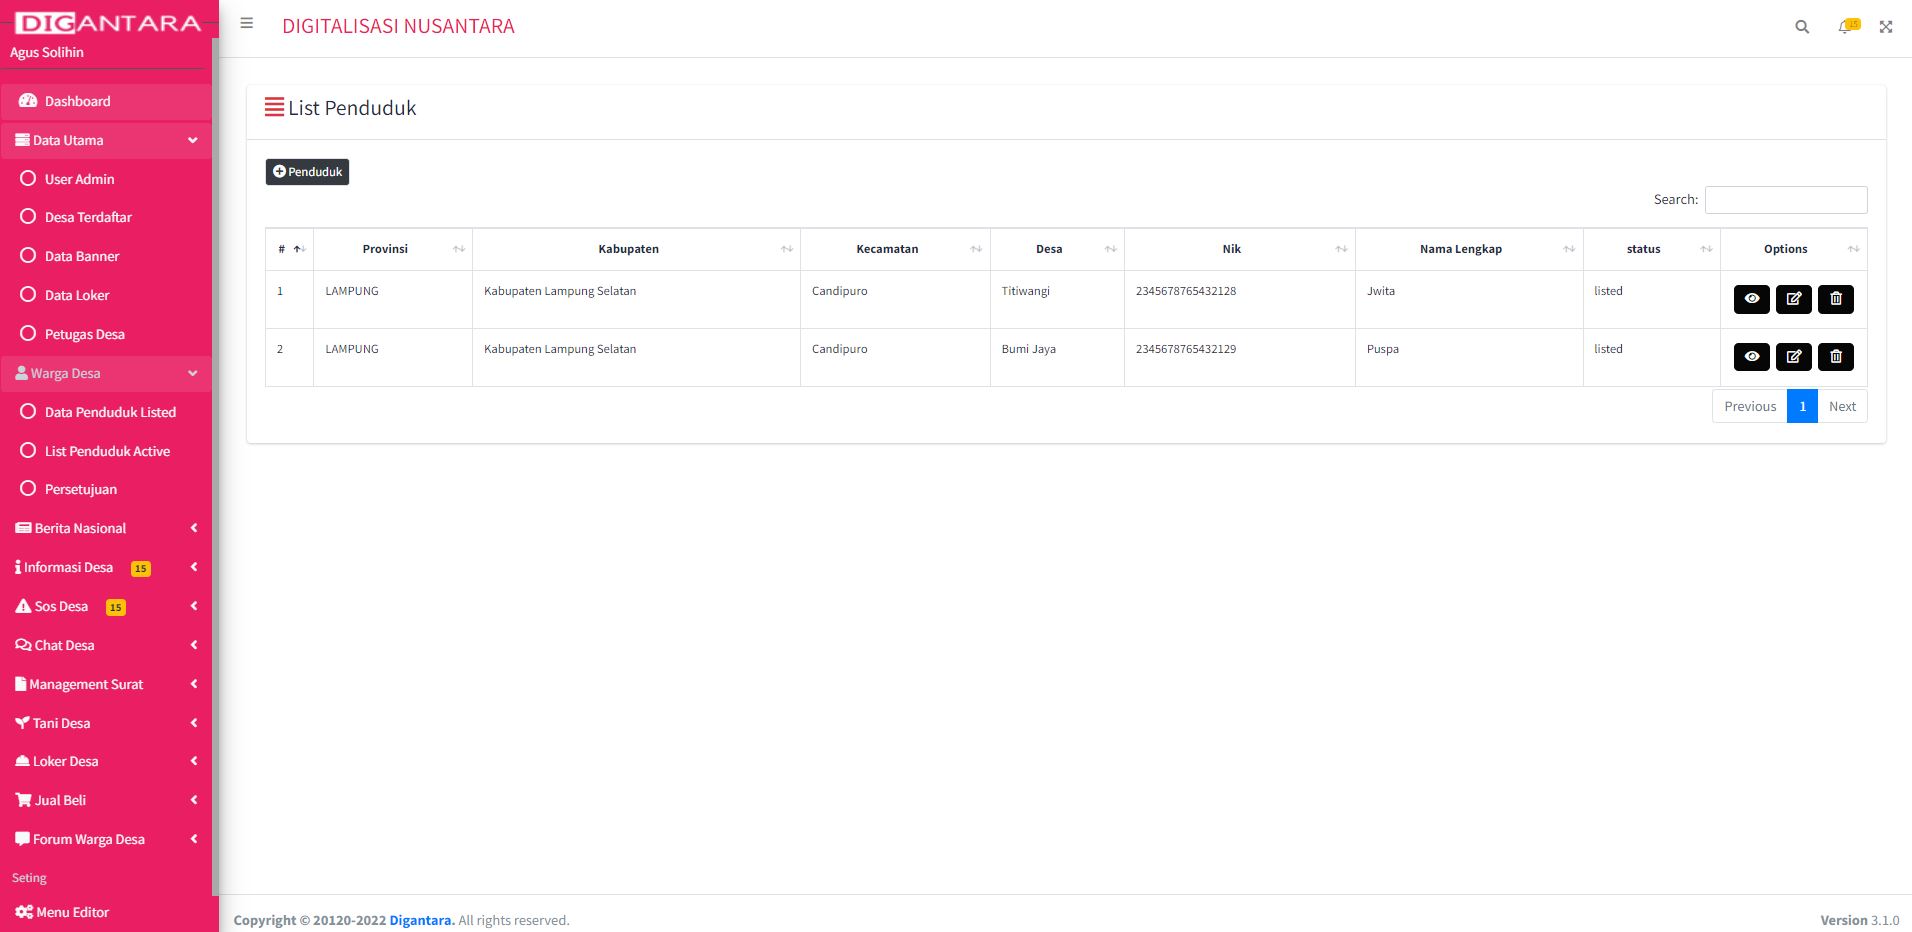 DIGANTARA
Agus Solihin
Dashboard
Data Utama
User Admin
Desa Terdaftar
Data Banner
Data Loker
Petugas Desa
Warga Desa
Data Penduduk Listed
List Penduduk Active
Persetujuan
Berita Nasional
Informasi Desa 15
Sos Desa 15
Chat Desa
Management Surat
Tani Desa
Loker Desa
Jual Beli
Forum Warga Desa
Seting
Menu Editor
DIGITALISASI NUSANTARA
15
List Penduduk
Penduduk
Search:
# Provinsi Kabupaten Kecamatan Desa Nik Nama Lengkap status Options
1 LAMPUNG Kabupaten Lampung Selatan Candipuro Titiwangi 2345678765432128 Jwita listed
2 LAMPUNG Kabupaten Lampung Selatan Candipuro Bumi Jaya 2345678765432129 Puspa listed
Previous 1 Next
Copyright © 20120-2022 Digantara. All rights reserved.
Version 3.1.0